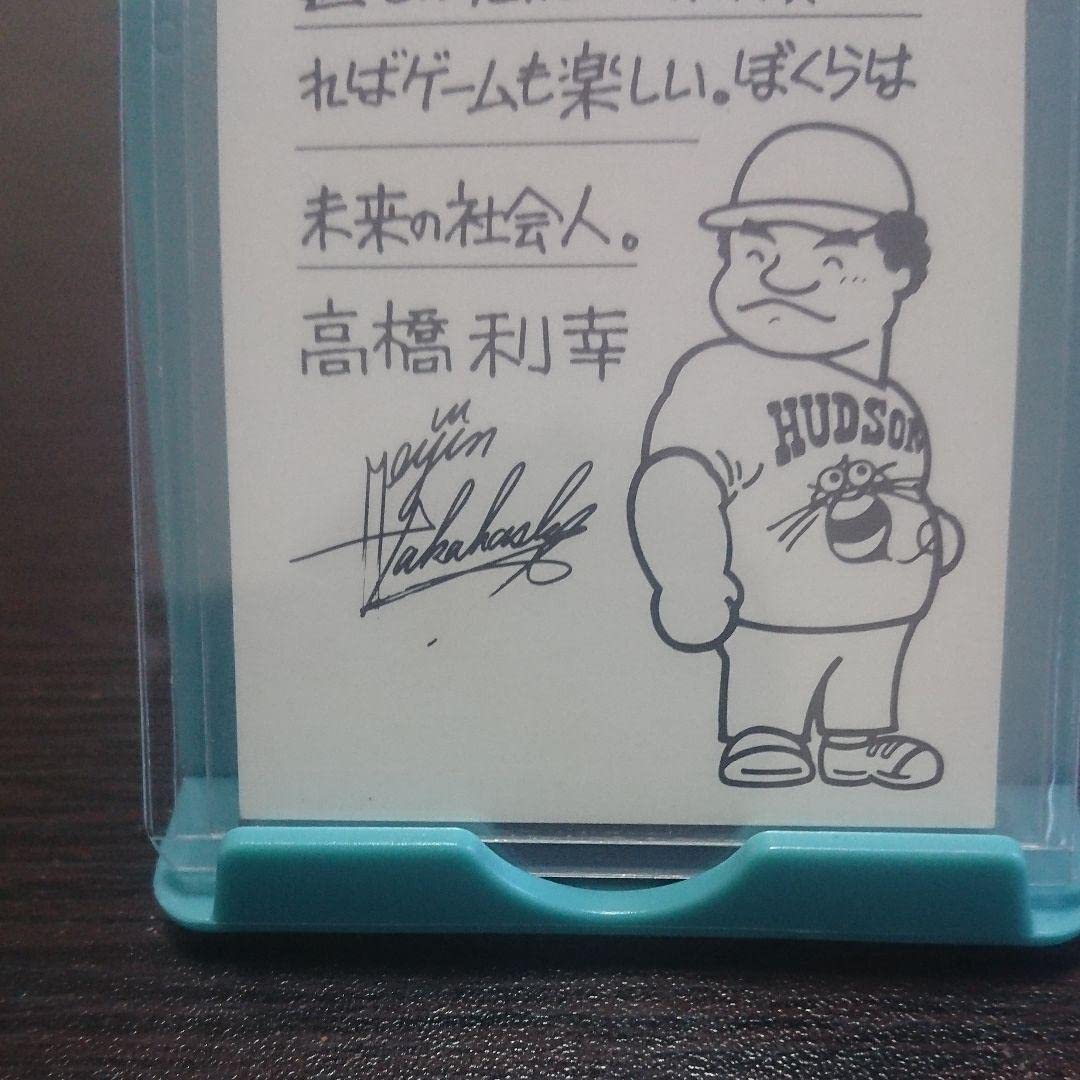 ればゲームも楽しい。ぼくらは
未来の社会人。
高橋利幸
Meijin
Takahashi
HUDSON